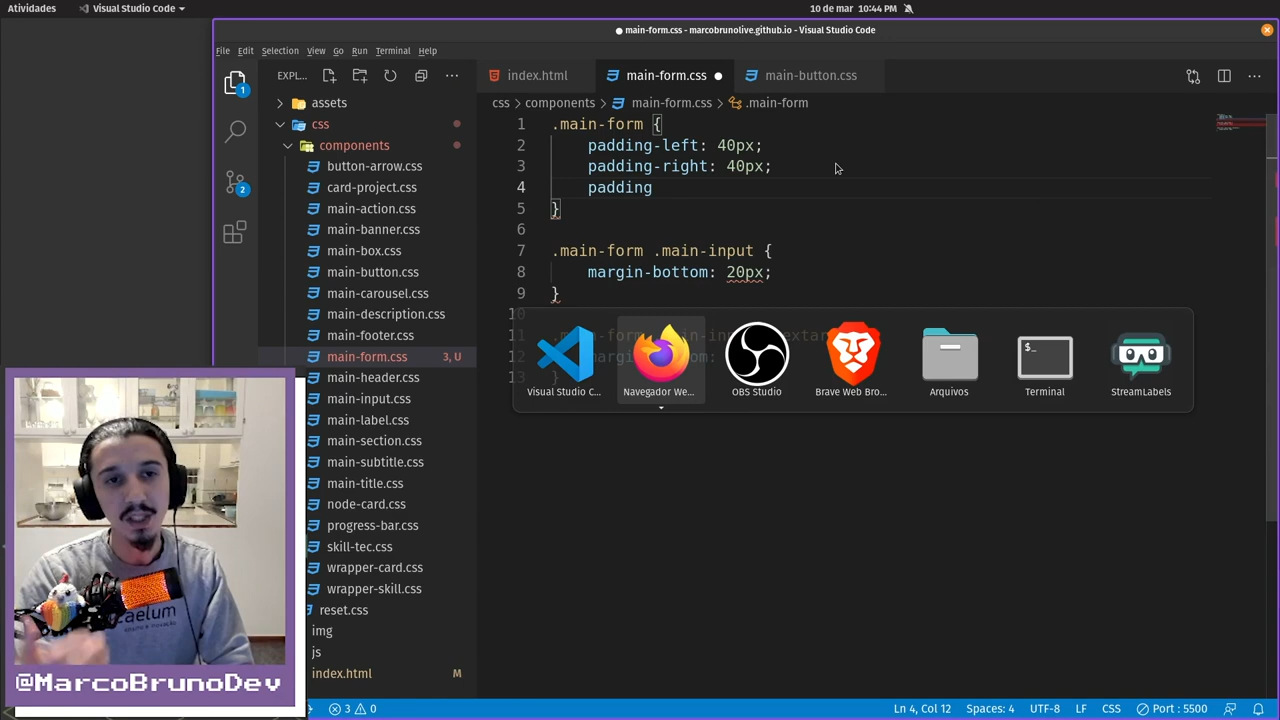 Atividades
Visual Studio Code
10 de mar 10:44 PM
● main-form.css - marcobrunolive.github.io - Visual Studio Code
File Edit Selection View Go Run Terminal Help
EXPL...
index.html
main-form.css ●
main-button.css
css > components > main-form.css > .main-form
1
2
assets
css
components
button-arrow.css
card-project.css
main-action.css
main-banner.css
main-box.css
main-button.css
main-carousel.css
main-description.css
main-footer.css
main-form.css 3, U
main-header.css
main-input.css
main-label.css
main-section.css
main-subtitle.css
main-title.css
node-card.css
progress-bar.css
skill-tec.css
wrapper-card.css
wrapper-skill.css
reset.css
img
js
index.html M
1 .main-form {
2 padding-left: 40px;
3 padding-right: 40px;
4 padding
5 }
6
7 .main-form .main-input {
8 margin-bottom: 20px;
9 }
10
11
12
13
Visual Studio C...
Navegador We...
OBS Studio
Brave Web Bro...
Arquivos
$_
Terminal
StreamLabels
caelum
ensino e inovação
@MarcoBrunoDev
3 0
Ln 4, Col 12
Spaces: 4
UTF-8
LF
CSS
Port : 5500